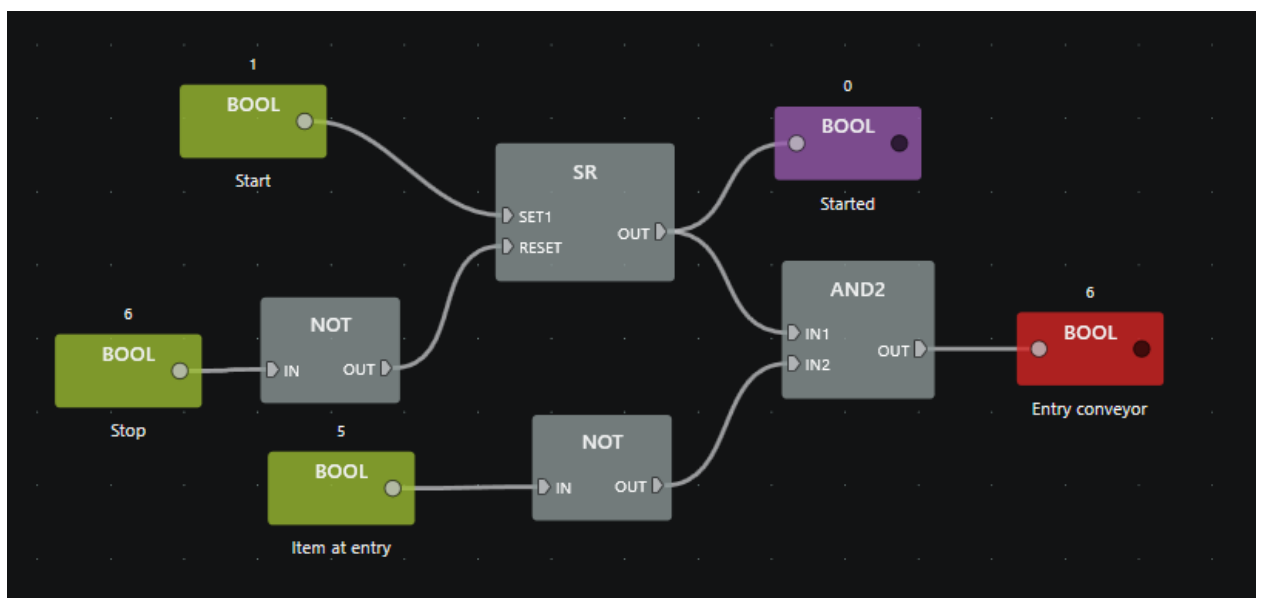 1
BOOL
Start
SR
SET1
RESET
OUT
0
BOOL
Started
6
BOOL
Stop
NOT
IN
OUT
AND2
IN1
IN2
OUT
6
BOOL
Entry conveyor
5
BOOL
Item at entry
NOT
IN
OUT